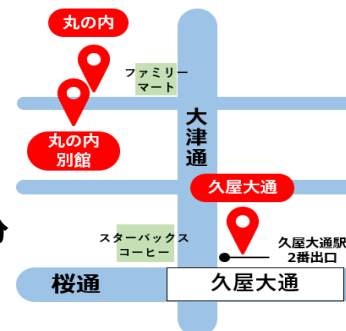 丸の内
ファミリー
マート
丸の内
別館
大津通
久屋大通
分
スターバックス
コーヒー
久屋大通駅
2番出口
桜通
久屋大通